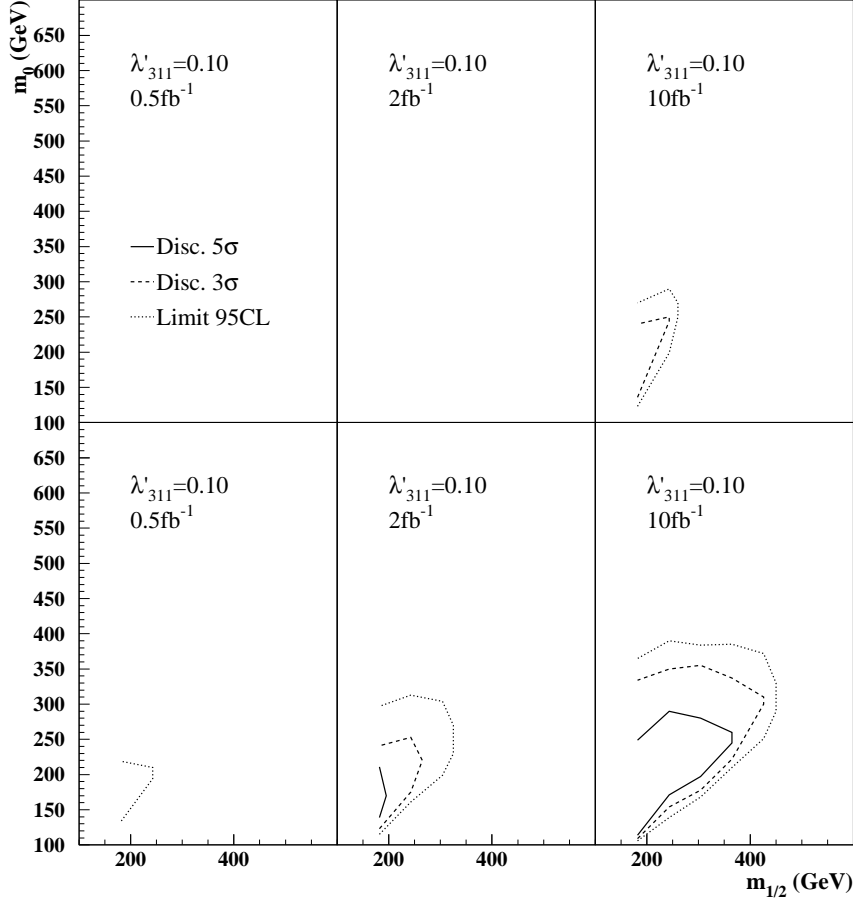 m₀ (GeV)
650
600
550
500
450
400
350
300
250
200
150
100
λ'₃₁₁=0.10
0.5fb⁻¹
Disc. 5σ
Disc. 3σ
Limit 95CL
λ'₃₁₁=0.10
2fb⁻¹
λ'₃₁₁=0.10
10fb⁻¹
650
600
550
500
450
400
350
300
250
200
150
100
λ'₃₁₁=0.10
0.5fb⁻¹
λ'₃₁₁=0.10
2fb⁻¹
λ'₃₁₁=0.10
10fb⁻¹
200 400 200 400 200 400
m₁/₂ (GeV)